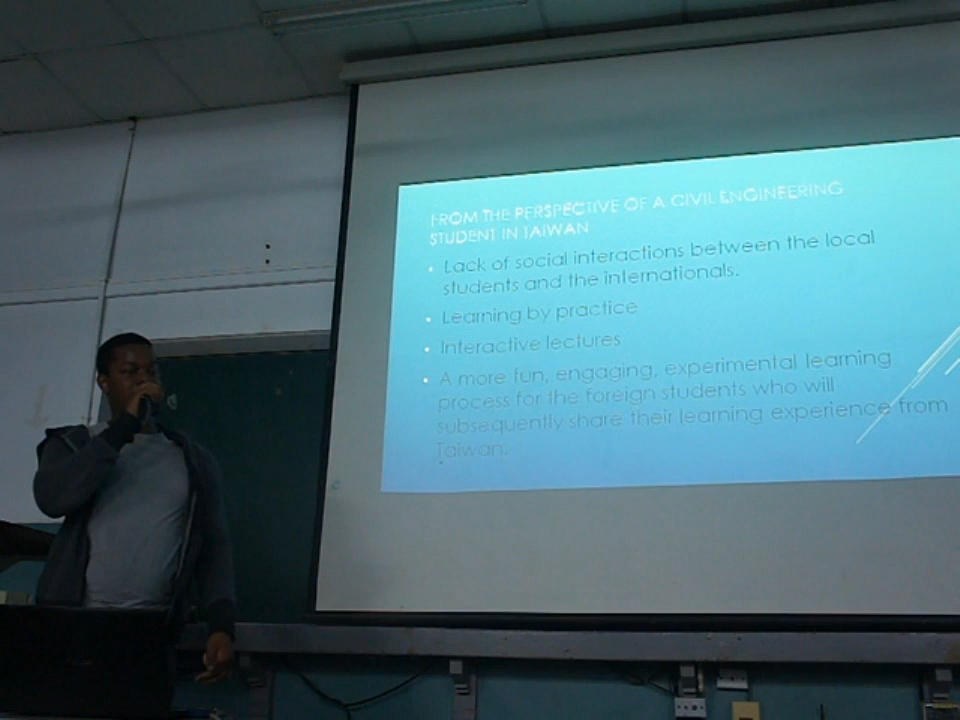 FROM THE PERSPECTIVE OF A CIVIL ENGINEERING
STUDENT IN TAIWAN
• Lack of social interactions between the local
students and the internationals.
• Learning by practice
• Interactive lectures
• A more fun, engaging, experimental learning
process for the foreign students who will
subsequently share their learning experience from
Taiwan.